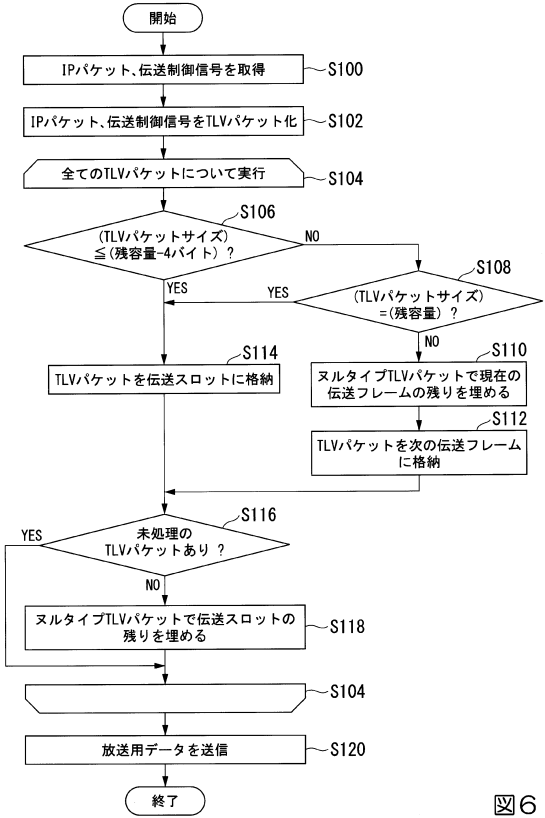 開始
IPパケット、伝送制御信号を取得
S100
IPパケット、伝送制御信号をTLVパケット化
S102
全てのTLVパケットについて実行
S104
S106
(TLVパケットサイズ)
≦(残容量-4バイト) ?
NO
YES
S108
(TLVパケットサイズ)
=(残容量) ?
YES
NO
S114
TLVパケットを伝送スロットに格納
S110
ヌルタイプTLVパケットで現在の
伝送フレームの残りを埋める
S112
TLVパケットを次の伝送フレーム
に格納
S116
未処理の
TLVパケットあり ?
YES
NO
ヌルタイプTLVパケットで伝送スロットの
残りを埋める
S118
S104
放送用データを送信
S120
終了
図6